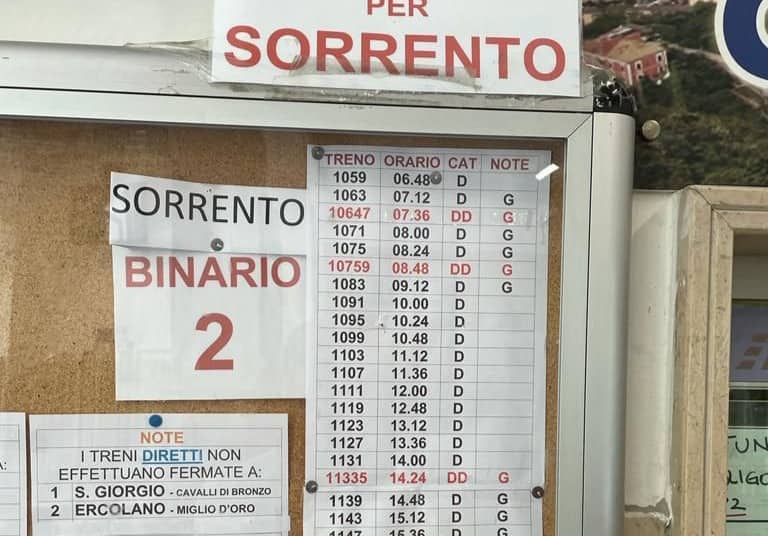 PER
SORRENTO
SORRENTO
BINARIO
2
TRENO ORARIO CAT NOTE
1059 06.48 D
1063 07.12 D G
10647 07.36 DD G
1071 08.00 D G
1075 08.24 D G
10759 08.48 DD G
1083 09.12 D G
1091 10.00 D
1095 10.24 D
1099 10.48 D
1103 11.12 D
1107 11.36 D
1111 12.00 D
1119 12.48 D
1123 13.12 D
1127 13.36 D
1131 14.00 D
11335 14.24 DD G
1139 14.48 D G
1143 15.12 D G
1147 15.36 D G
NOTE
I TRENI DIRETTI NON
EFFETTUANO FERMATE A:
1 S. GIORGIO - CAVALLI DI BRONZO
2 ERCOLANO - MIGLIO D'ORO
A: